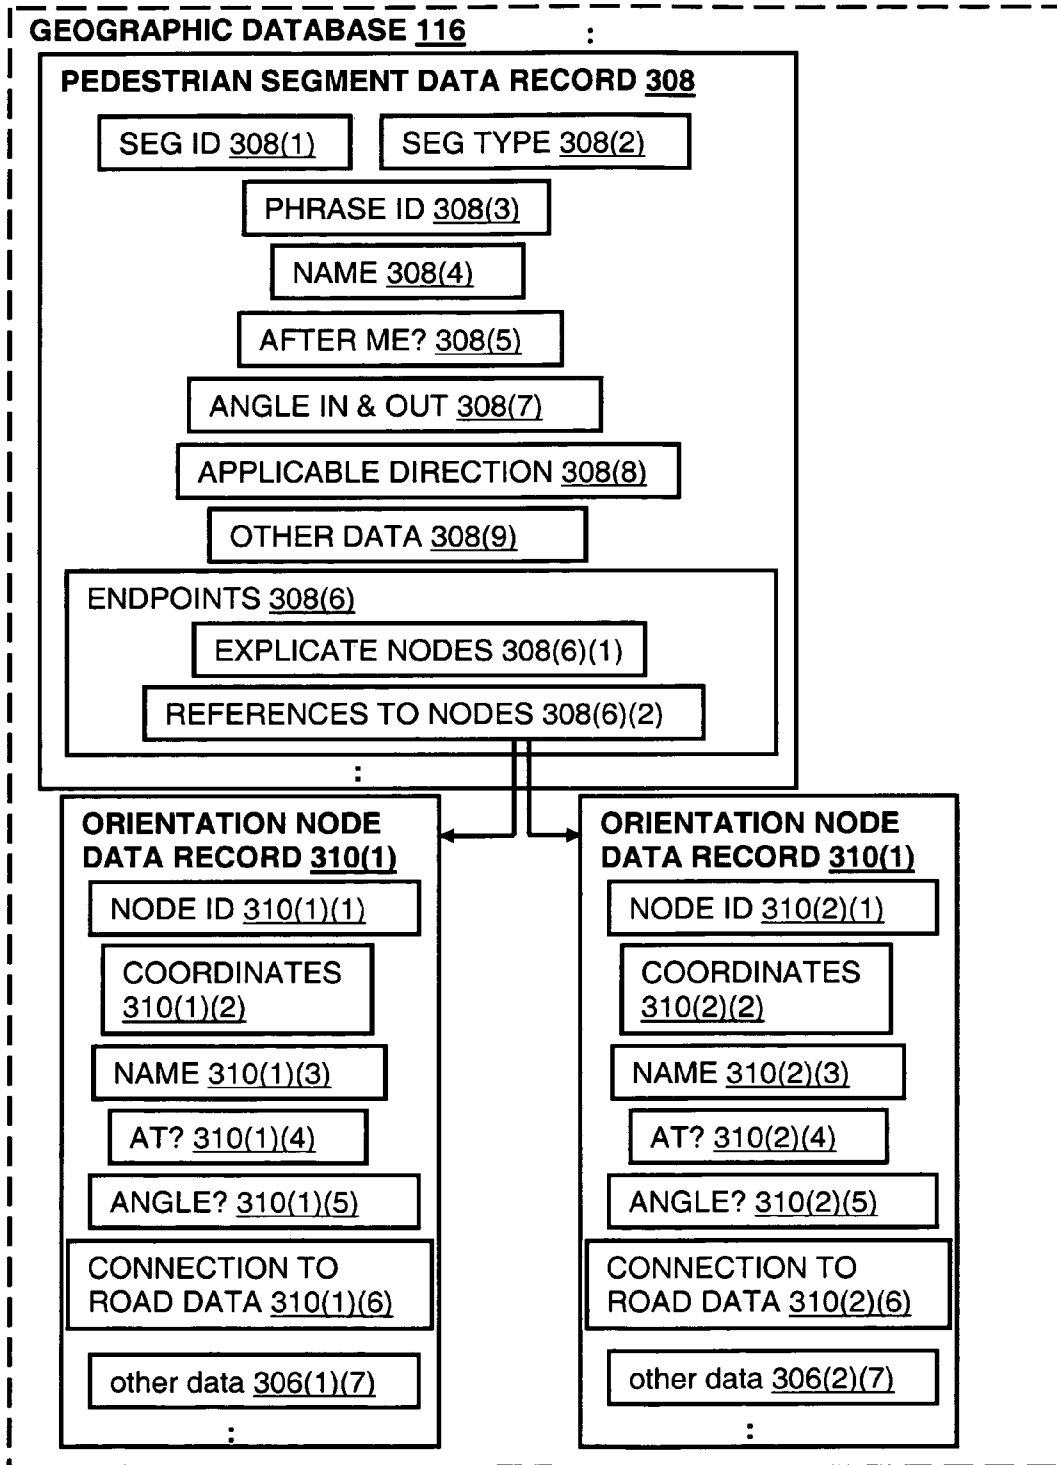 GEOGRAPHIC DATABASE 116
:
PEDESTRIAN SEGMENT DATA RECORD 308
SEG ID 308(1)
SEG TYPE 308(2)
PHRASE ID 308(3)
NAME 308(4)
AFTER ME? 308(5)
ANGLE IN & OUT 308(7)
APPLICABLE DIRECTION 308(8)
OTHER DATA 308(9)
ENDPOINTS 308(6)
EXPLICATE NODES 308(6)(1)
REFERENCES TO NODES 308(6)(2)
:
ORIENTATION NODE
DATA RECORD 310(1)
NODE ID 310(1)(1)
COORDINATES
310(1)(2)
NAME 310(1)(3)
AT? 310(1)(4)
ANGLE? 310(1)(5)
CONNECTION TO
ROAD DATA 310(1)(6)
other data 306(1)(7)
:
ORIENTATION NODE
DATA RECORD 310(1)
NODE ID 310(2)(1)
COORDINATES
310(2)(2)
NAME 310(2)(3)
AT? 310(2)(4)
ANGLE? 310(2)(5)
CONNECTION TO
ROAD DATA 310(2)(6)
other data 306(2)(7)
: